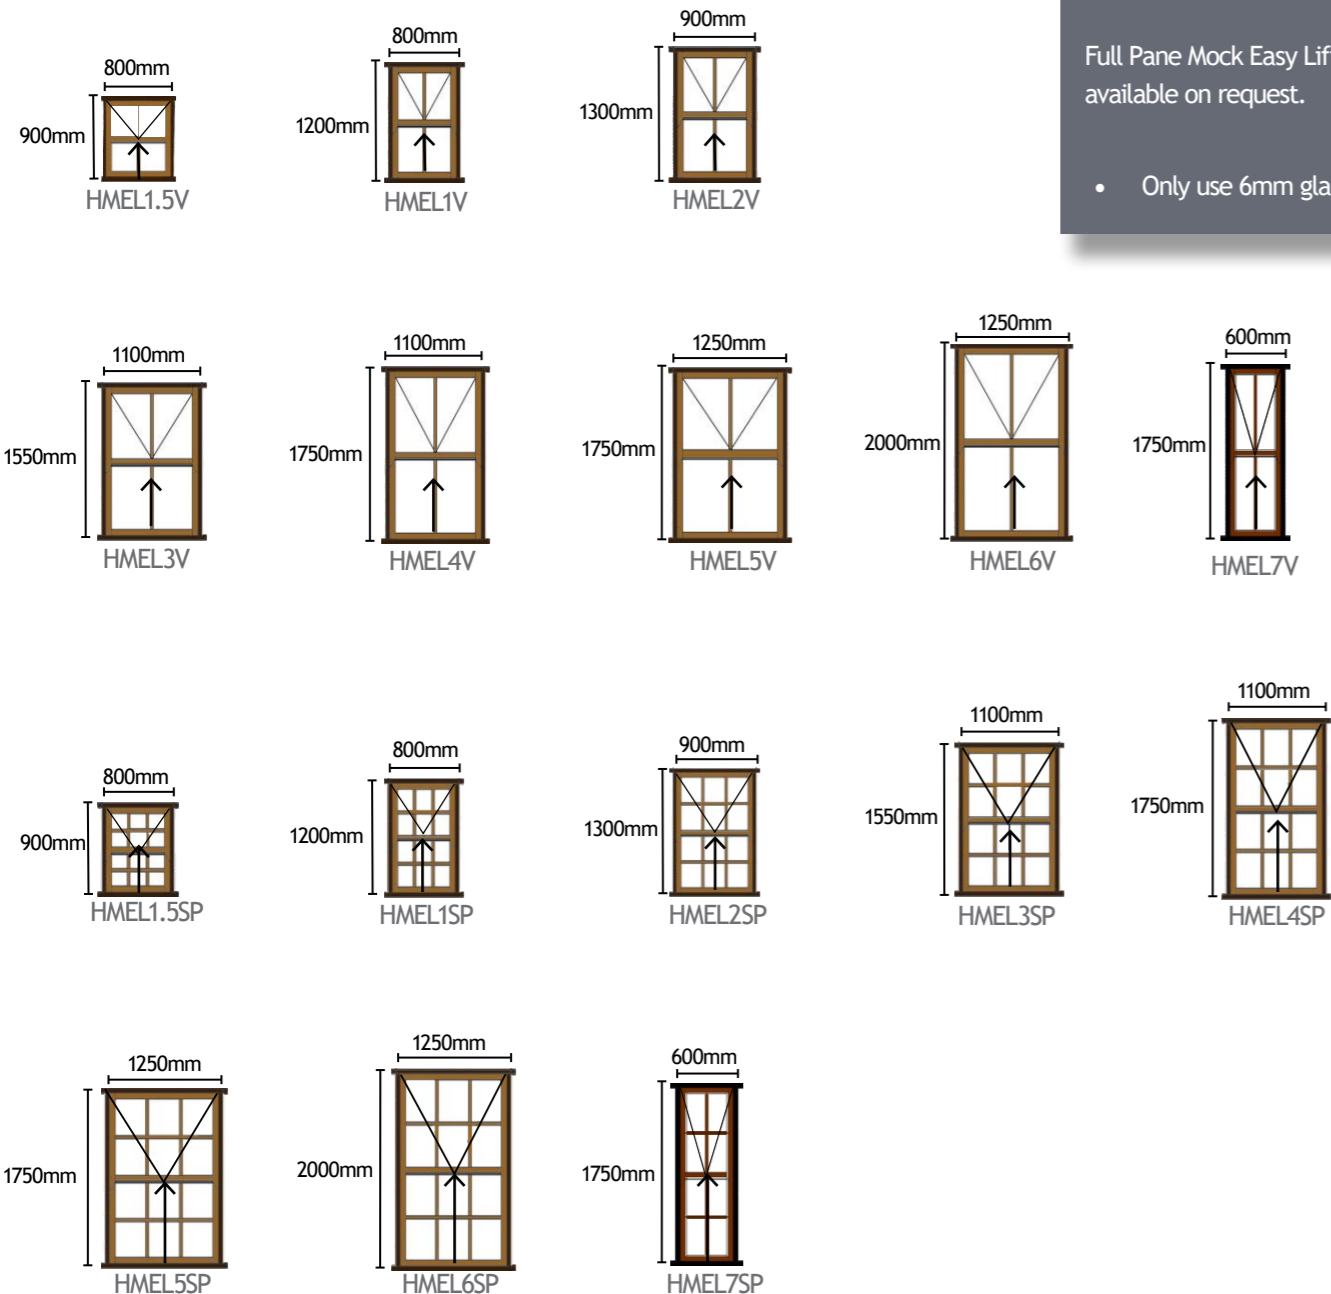 900mm
800mm
800mm
Full Pane Mock Easy Lif
available on request.
900mm
1200mm
1300mm
• Only use 6mm gla
HMEL1.5V
HMEL1V
HMEL2V
1100mm
1100mm
1250mm
1250mm
600mm
1550mm
1750mm
1750mm
2000mm
1750mm
HMEL3V
HMEL4V
HMEL5V
HMEL6V
HMEL7V
800mm
800mm
900mm
1100mm
1100mm
900mm
1200mm
1300mm
1550mm
1750mm
HMEL1.5SP
HMEL1SP
HMEL2SP
HMEL3SP
HMEL4SP
1250mm
1250mm
600mm
1750mm
2000mm
1750mm
HMEL5SP
HMEL6SP
HMEL7SP